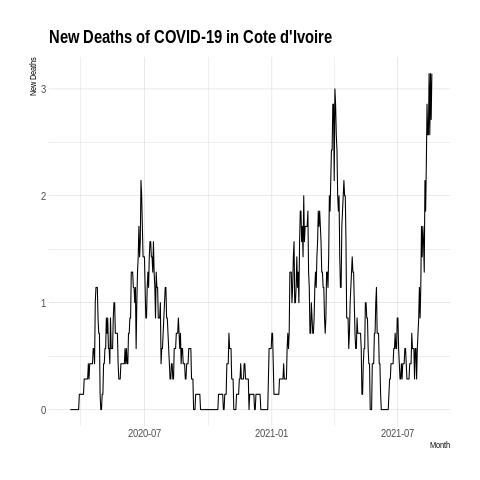 New Deaths of COVID-19 in Cote d'Ivoire
New Deaths
3
2
1
0
2020-07
2021-01
2021-07
Month